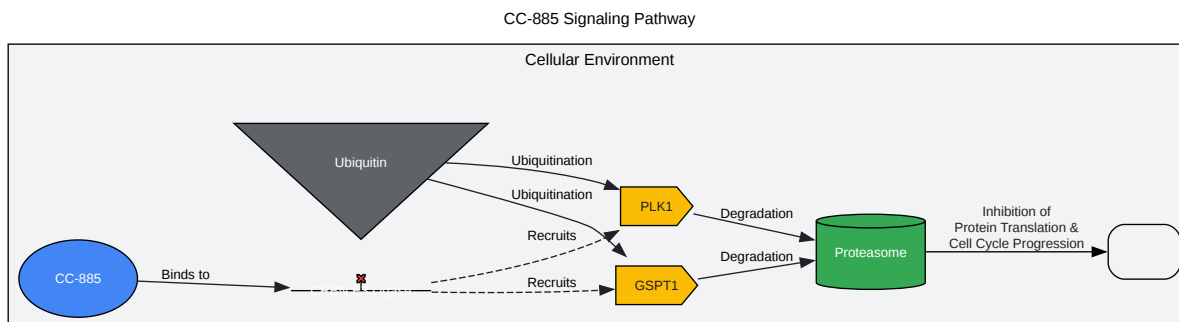 CC-885 Signaling Pathway
Cellular Environment
Ubiquitin
Ubiquitination
Ubiquitination
PLK1
Degradation
Inhibition of
Protein Translation &
Cell Cycle Progression
Recruits
Proteasome
Degradation
CC-885
Binds to
Recruits
GSPT1